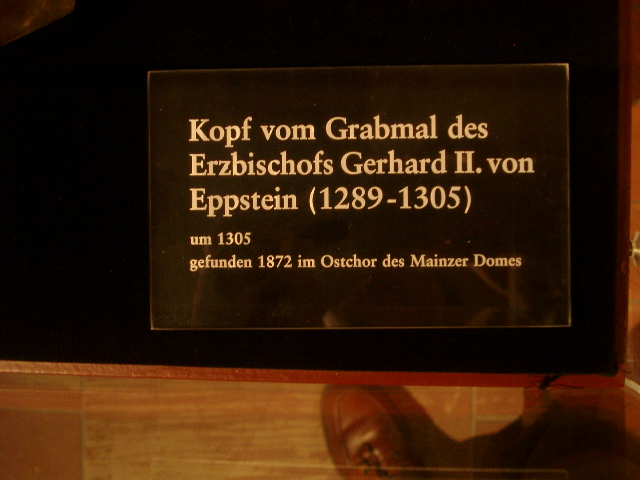 Kopf vom Grabmal des
Erzbischofs Gerhard II. von
Eppstein (1289-1305)
um 1305
gefunden 1872 im Ostchor des Mainzer Domes